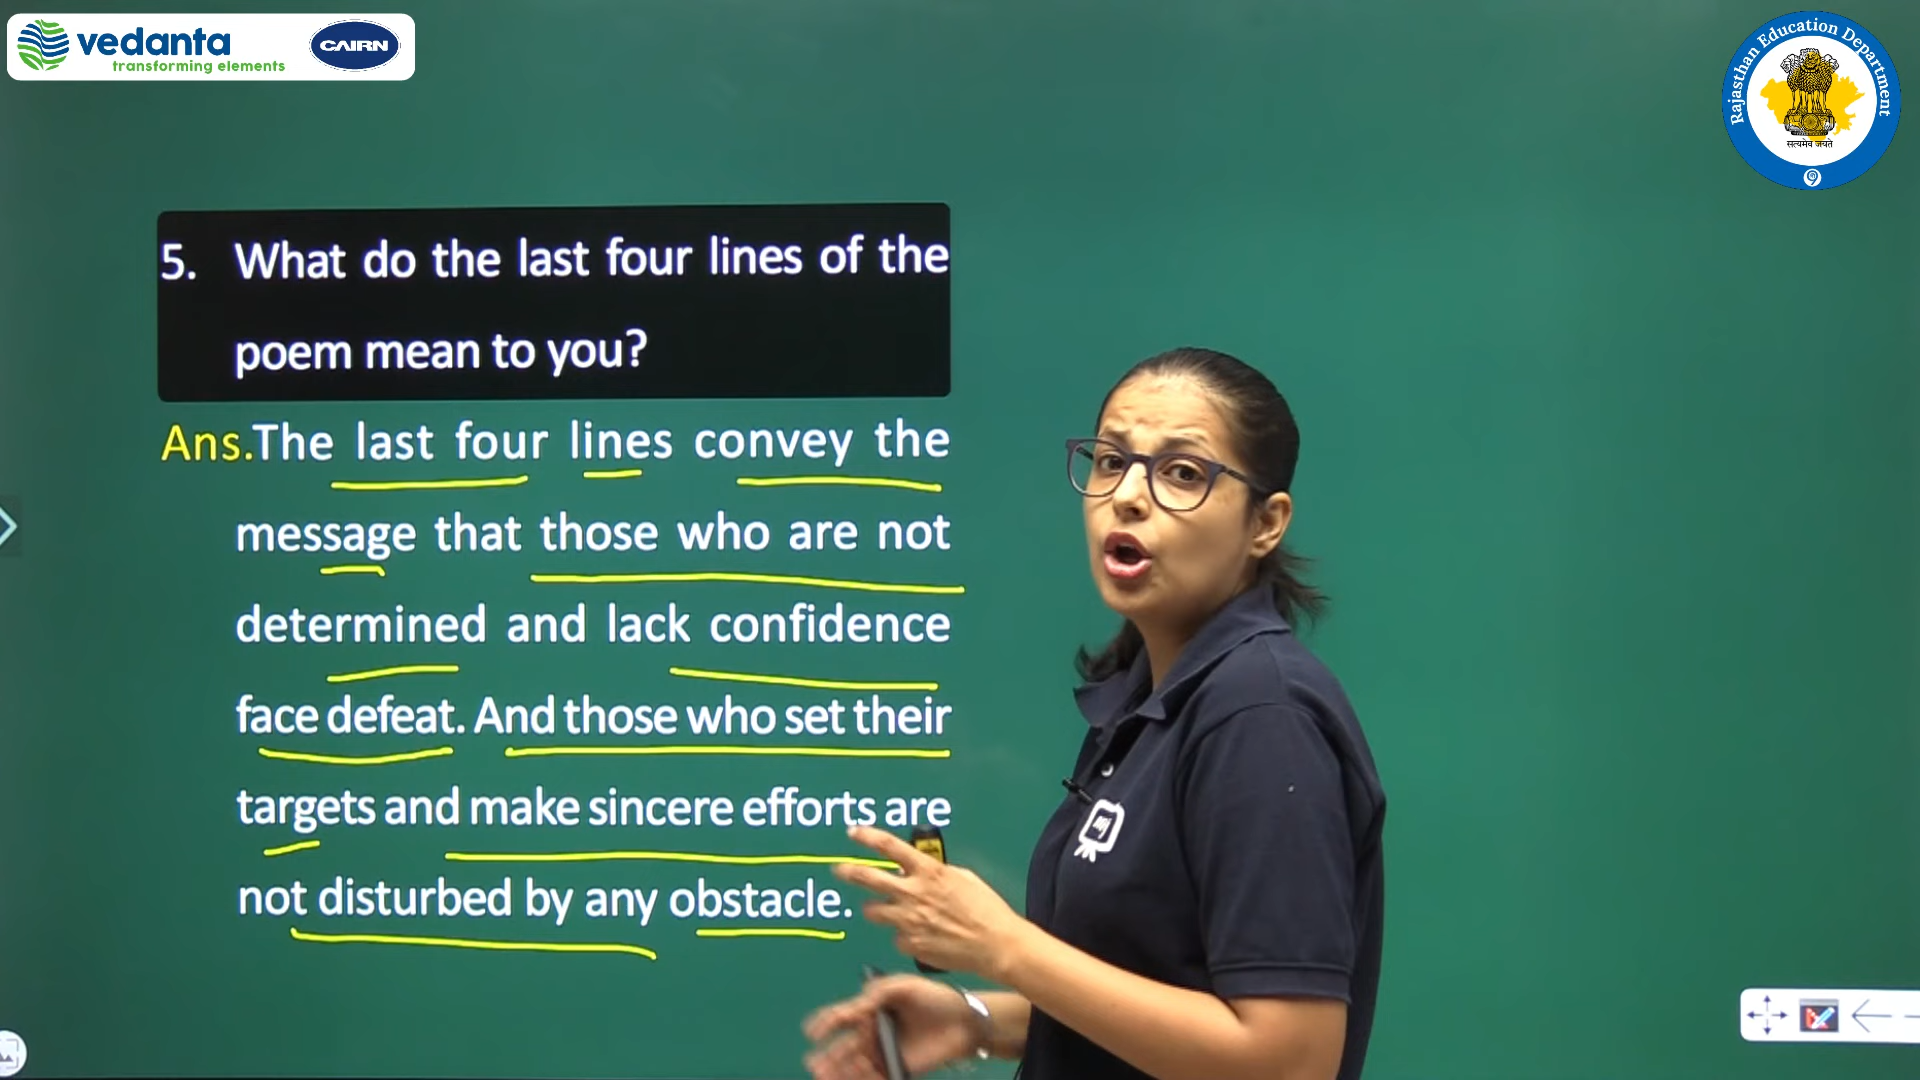 vedanta
transforming elements
CAIRN
Rajasthan Education Department
सत्यमेव जयते
5. What do the last four lines of the
poem mean to you?
Ans.The last four lines convey the
message that those who are not
determined and lack confidence
face defeat. And those who set their
targets and make sincere efforts are
not disturbed by any obstacle.